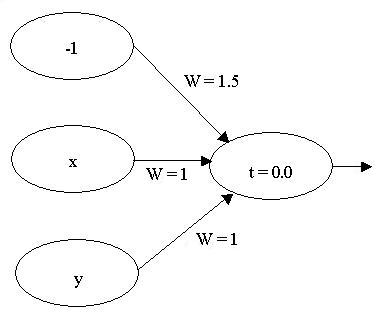 -1
W = 1.5
x
W = 1
t = 0.0
W = 1
y